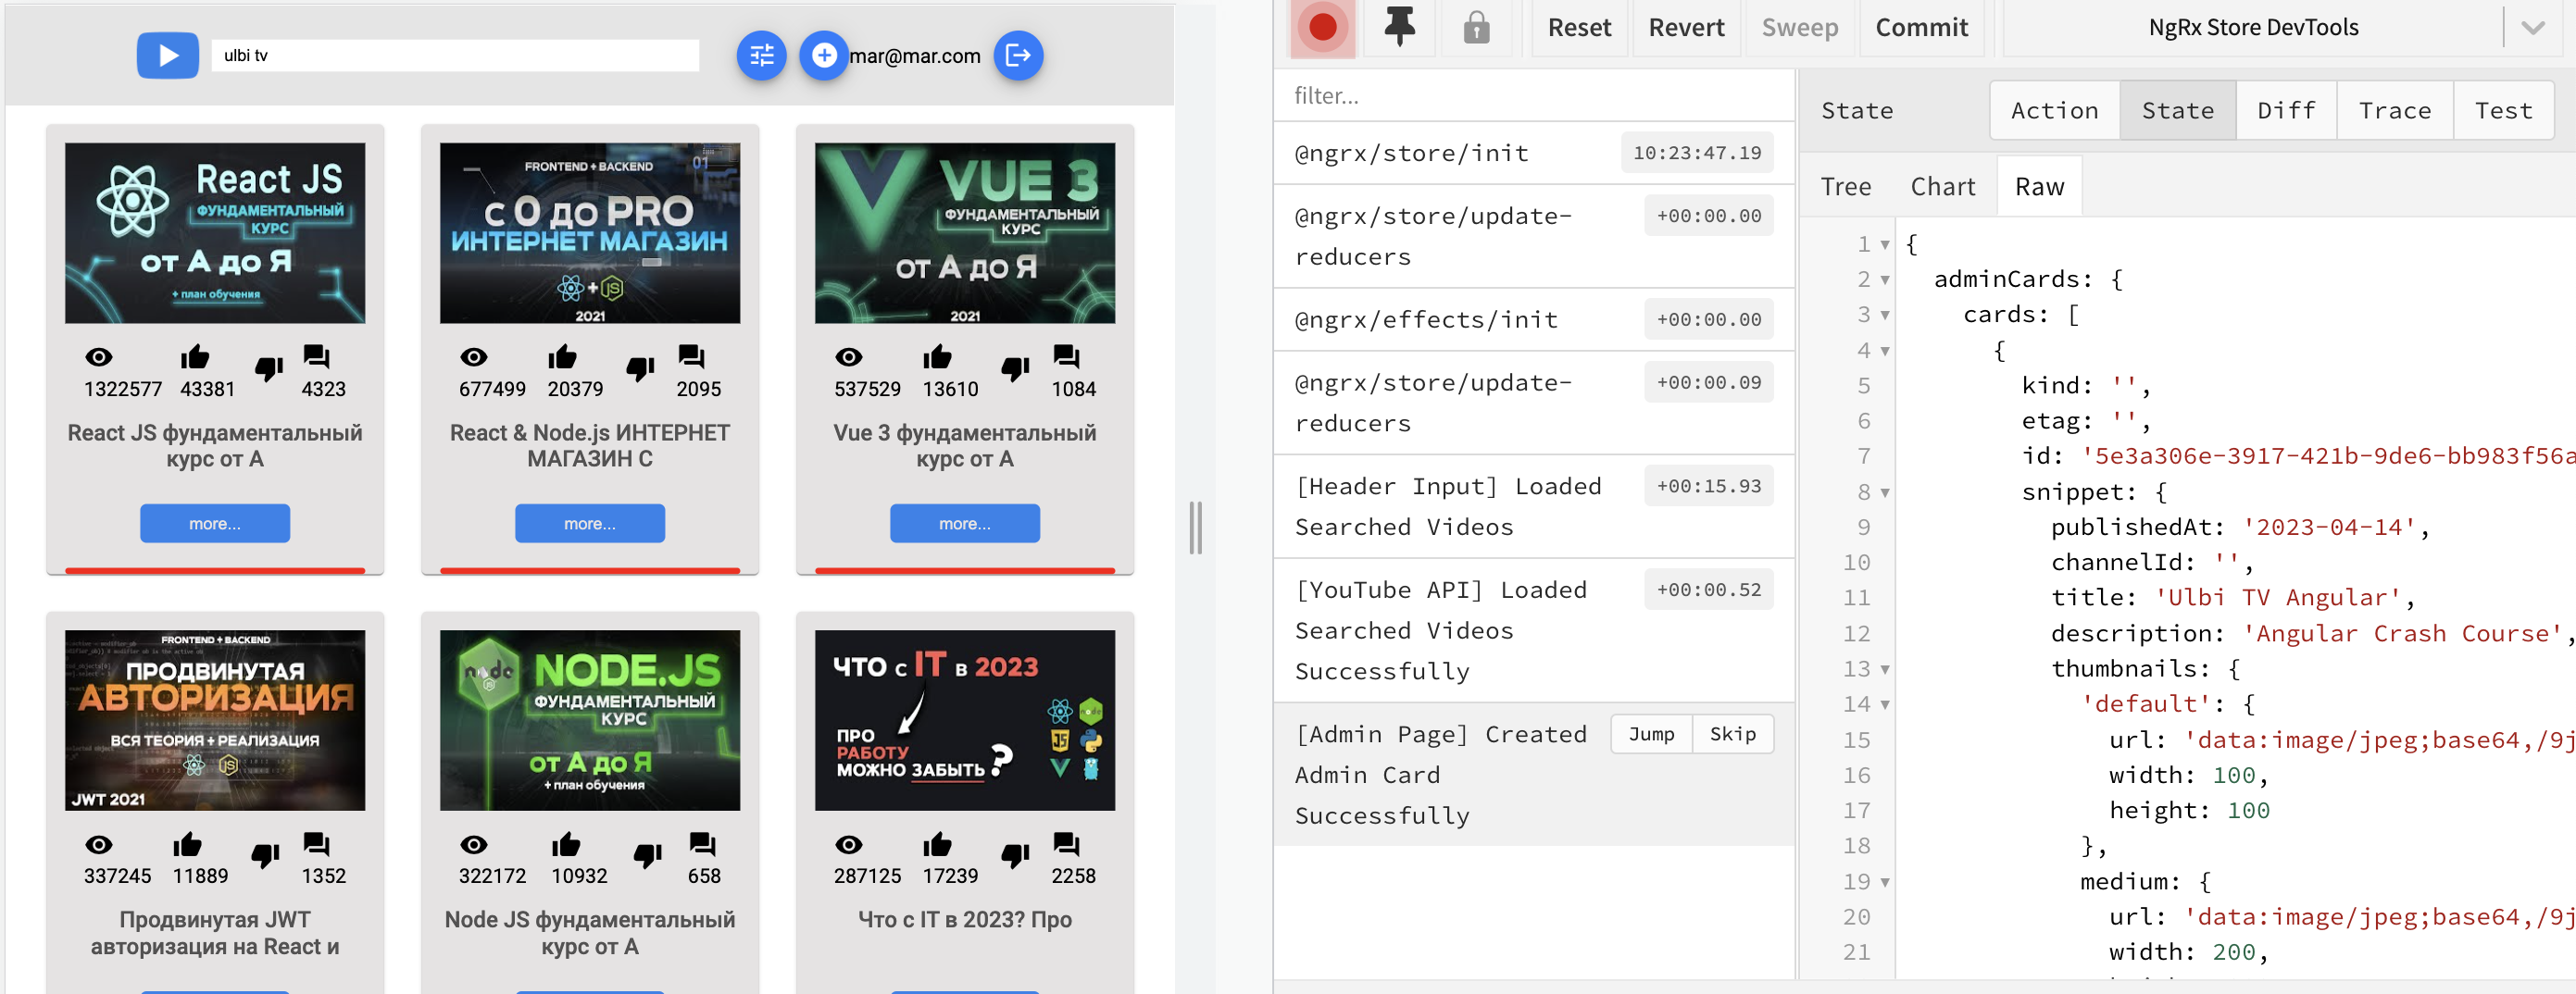 ulbi tv
mar@mar.com
React JS
ФУНДАМЕНТАЛЬНЫЙ
КУРС
от А до Я
+ план обучения
1322577 43381 4323
React JS фундаментальный
курс от А
more...
FRONTEND + BACKEND
01
с 0 до PRO
ИНТЕРНЕТ МАГАЗИН
+ JS
2021
677499 20379 2095
React & Node.js ИНТЕРНЕТ
МАГАЗИН С
more...
VUE 3
ФУНДАМЕНТАЛЬНЫЙ
КУРС
ОТ А ДО Я
2021
537529 13610 1084
Vue 3 фундаментальный
курс от А
more...
FRONTEND + BACKEND
ПРОДВИНУТАЯ
АВТОРИЗАЦИЯ
ВСЯ ТЕОРИЯ + РЕАЛИЗАЦИЯ
JS
JWT 2021
337245 11889 1352
Продвинутая JWT
авторизация на React и
node
JS
NODE.JS
ФУНДАМЕНТАЛЬНЫЙ
КУРС
от А до Я
+ план обучения
322172 10932 658
Node JS фундаментальный
курс от А
ЧТО с IT в 2023
ПРО
РАБОТУ
МОЖНО ЗАБЫТЬ ?
node
JS
287125 17239 2258
Что с IT в 2023? Про
Reset Revert Sweep Commit NgRx Store DevTools
filter...
@ngrx/store/init 10:23:47.19
@ngrx/store/update- +00:00.00
reducers
@ngrx/effects/init +00:00.00
@ngrx/store/update- +00:00.09
reducers
[Header Input] Loaded +00:15.93
Searched Videos
[YouTube API] Loaded +00:00.52
Searched Videos
Successfully
[Admin Page] Created Jump Skip
Admin Card
Successfully
State Action State Diff Trace Test
Tree Chart Raw
1 {
2 adminCards: {
3 cards: [
4 {
5 kind: '',
6 etag: '',
7 id: '5e3a306e-3917-421b-9de6-bb983f56a
8 snippet: {
9 publishedAt: '2023-04-14',
10 channelId: '',
11 title: 'Ulbi TV Angular',
12 description: 'Angular Crash Course',
13 thumbnails: {
14 'default': {
15 url: 'data:image/jpeg;base64,/9j
16 width: 100,
17 height: 100
18 },
19 medium: {
20 url: 'data:image/jpeg;base64,/9j
21 width: 200,